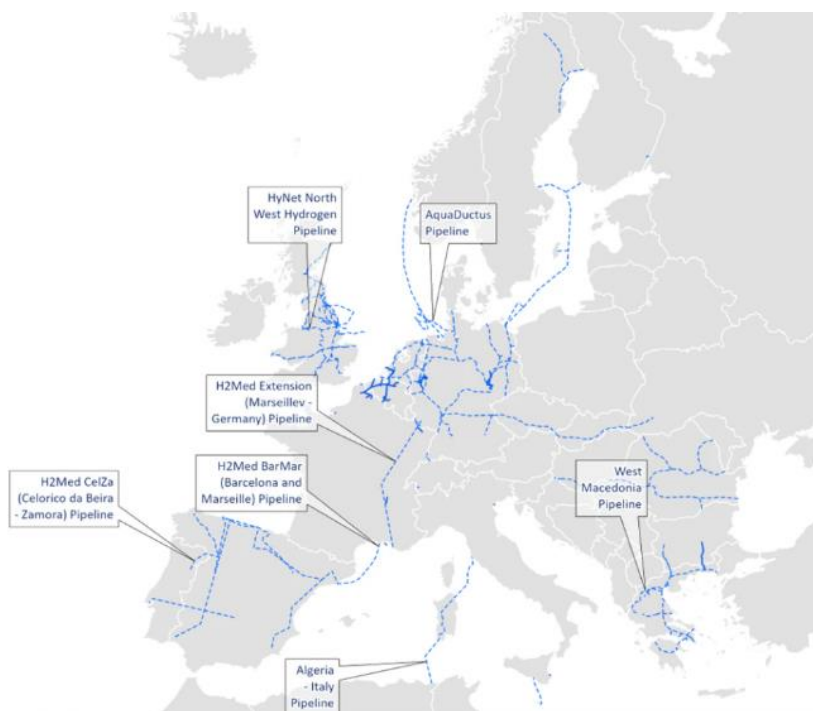 HyNet North
West Hydrogen
Pipeline
AquaDuctus
Pipeline
H2Med Extension
(Marseillev -
Germany) Pipeline
H2Med CelZa
(Celorico da Beira
- Zamora) Pipeline
H2Med BarMar
(Barcelona and
Marseille) Pipeline
West
Macedonia
Pipeline
Algeria
- Italy
Pipeline